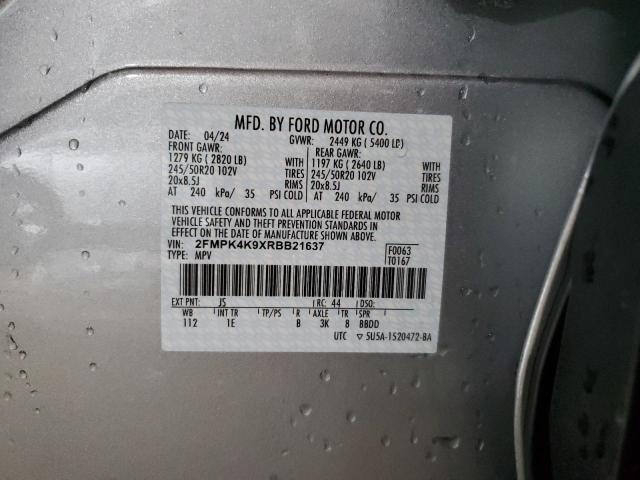 MFD. BY FORD MOTOR CO.
DATE: 04/24 GVWR: 2449 KG ( 5400 LB)
FRONT GAWR: REAR GAWR:
1279 KG ( 2820 LB) WITH 1197 KG ( 2640 LB) WITH
245/50R20 102V TIRES 245/50R20 102V TIRES
20x8.5J RIMS 20x8.5J RIMS
AT 240 kPa/ 35 PSI COLD AT 240 kPa/ 35 PSI COLD
THIS VEHICLE CONFORMS TO ALL APPLICABLE FEDERAL MOTOR
VEHICLE SAFETY AND THEFT PREVENTION STANDARDS IN EFFECT
ON THE DATE OF MANUFACTURE SHOWN ABOVE.
VIN: 2FMPK4K9XRBB21637 F0063
TYPE: MPV T0167
EXT PNT: JS RC: 44 DSO:
WB INT TR TP/PS R AXLE TR SPR
112 1E B 3K 8 BBDD
UTC ▽ 5U5A-1520472-BA